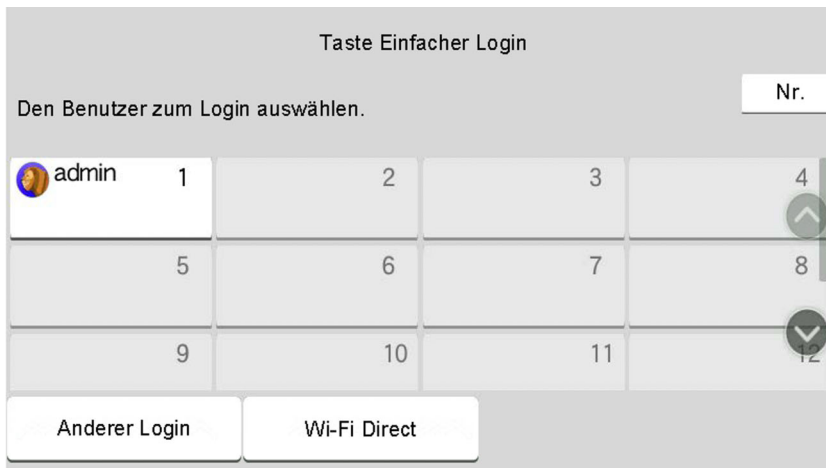 Taste Einfacher Login
Nr.
Den Benutzer zum Login auswählen.
admin 1 2 3 4
5 6 7 8
9 10 11 12
Anderer Login Wi-Fi Direct